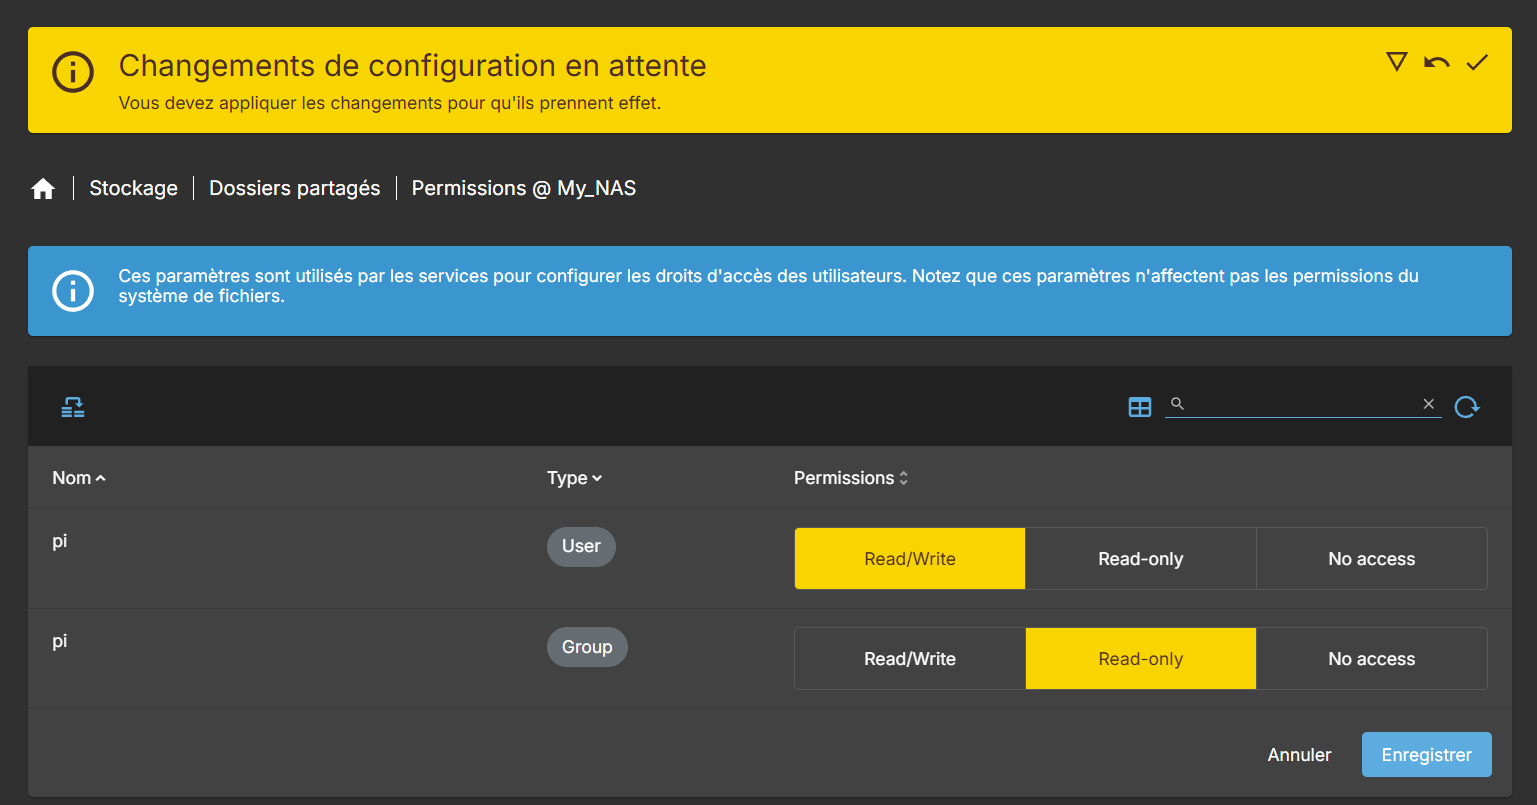 Changements de configuration en attente
Vous devez appliquer les changements pour qu'ils prennent effet.
Stockage | Dossiers partagés | Permissions @ My_NAS
Ces paramètres sont utilisés par les services pour configurer les droits d'accès des utilisateurs. Notez que ces paramètres n'affectent pas les permissions du
système de fichiers.
Nom Type Permissions
pi User Read/Write Read-only No access
pi Group Read/Write Read-only No access
Annuler Enregistrer